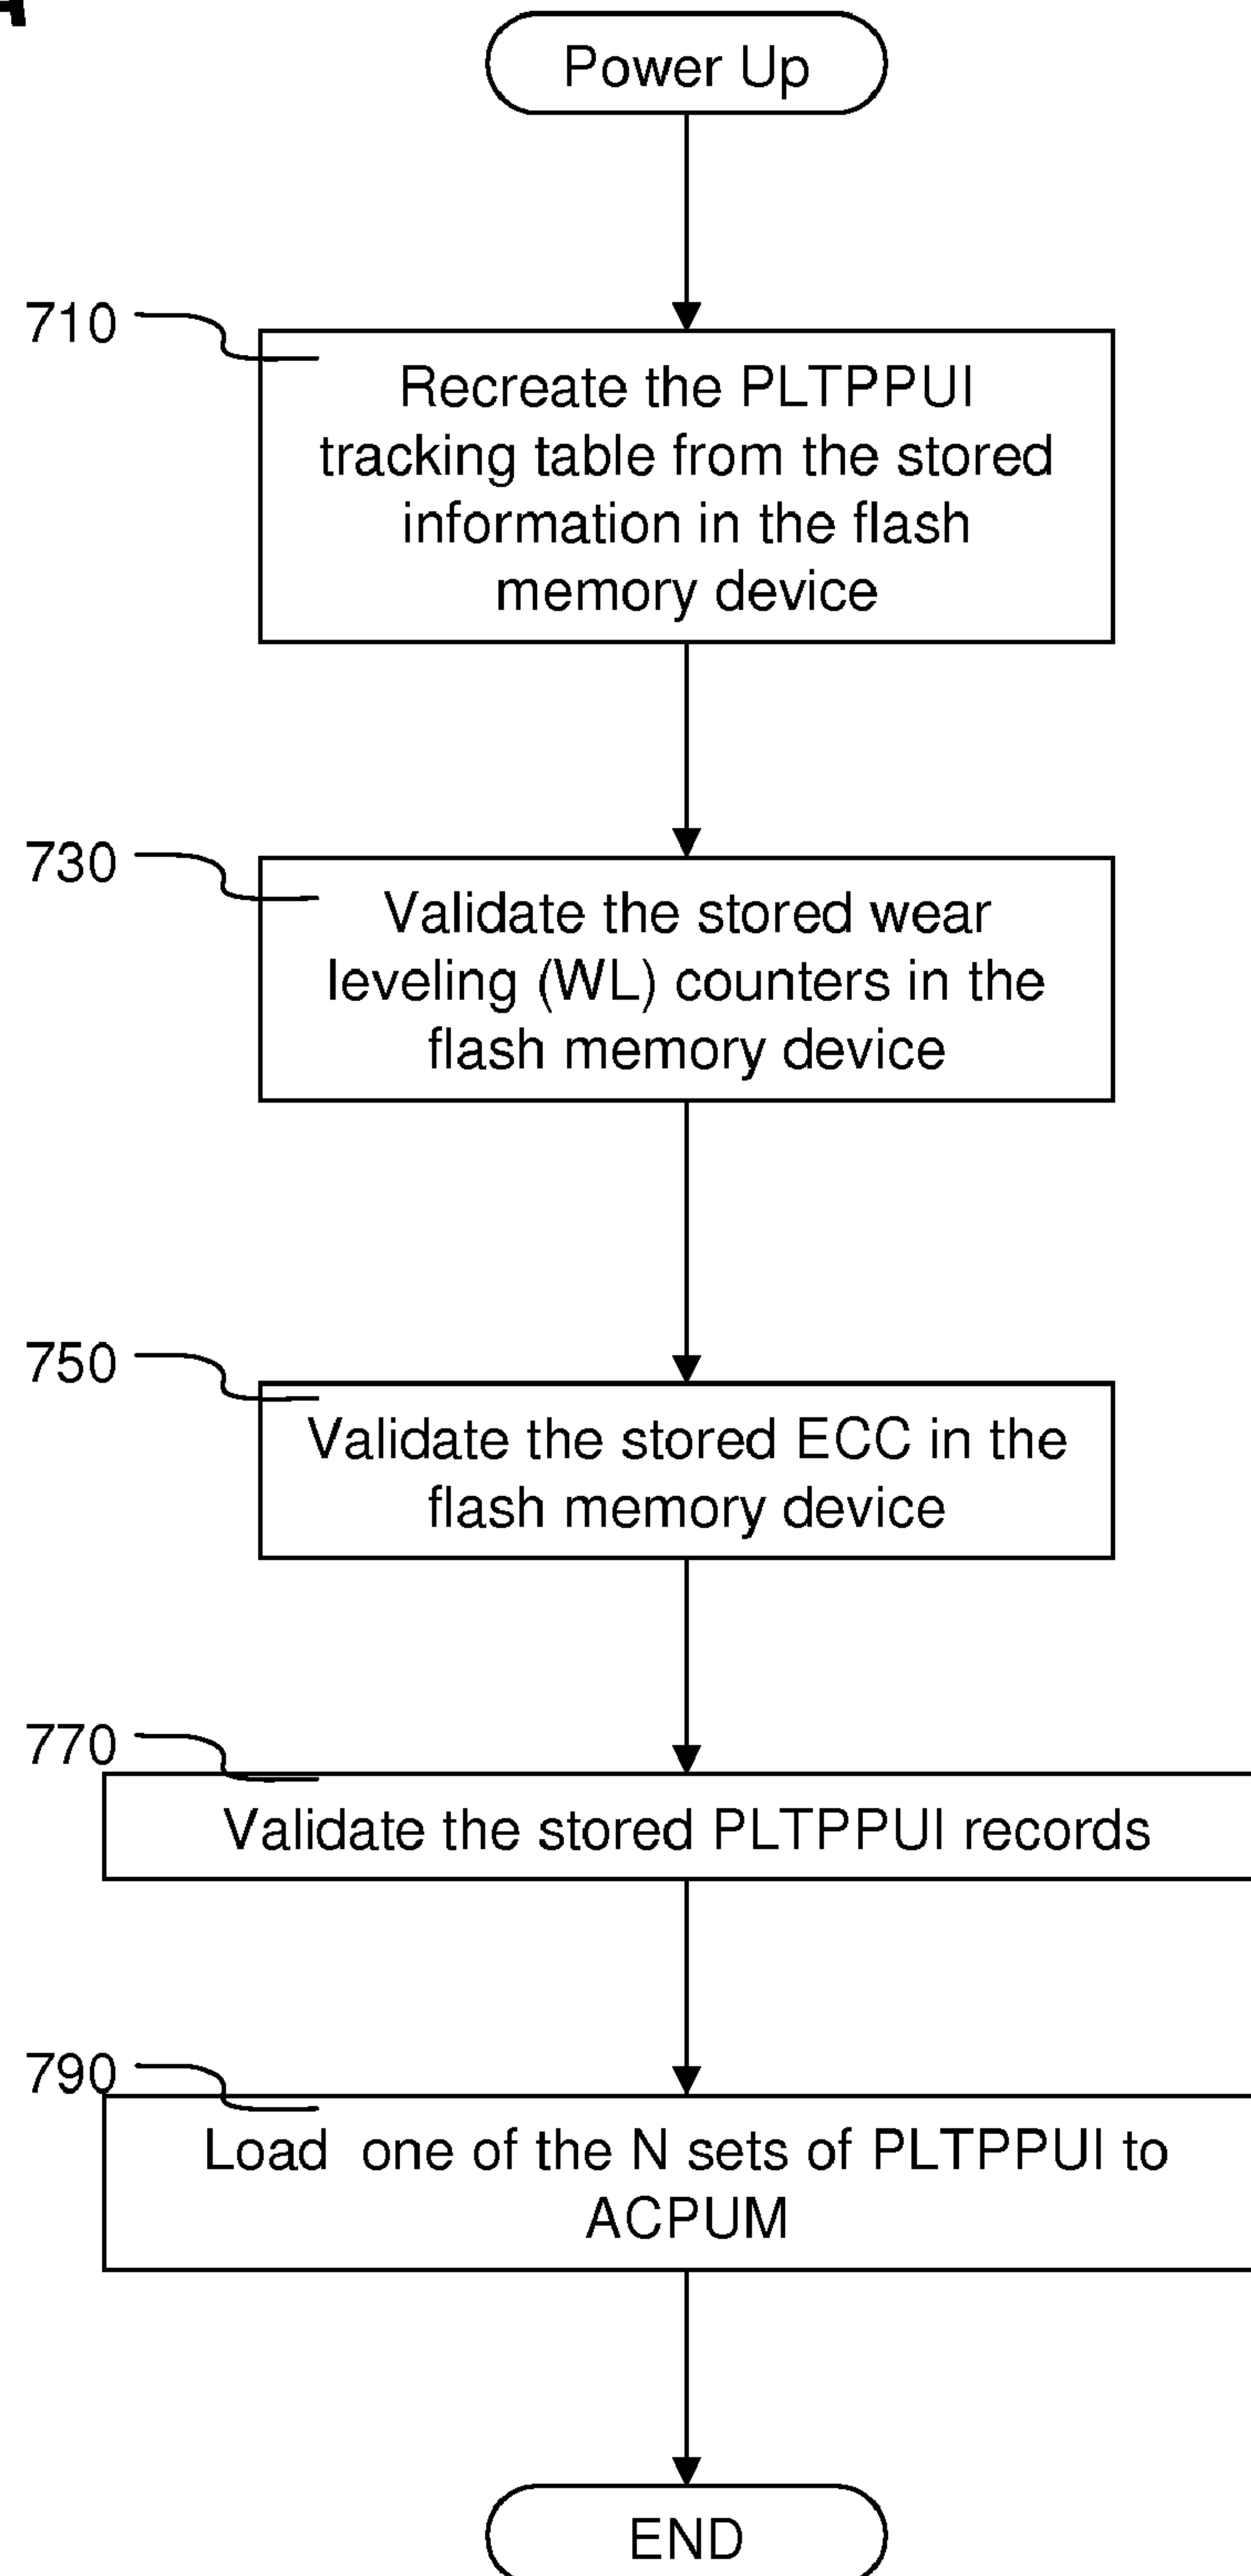 Power Up
710
Recreate the PLTPPUI
tracking table from the stored
information in the flash
memory device
730
Validate the stored wear
leveling (WL) counters in the
flash memory device
750
Validate the stored ECC in the
flash memory device
770
Validate the stored PLTPPUI records
790
Load one of the N sets of PLTPPUI to
ACPUM
END